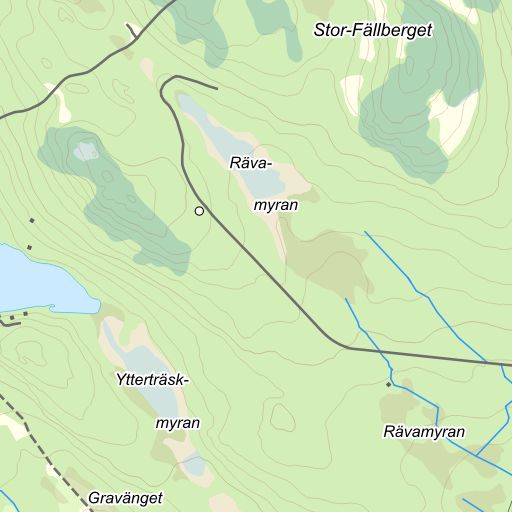 Stor-Fällberget
Räva-
myran
Ytterträsk-
myran
Rävamyran
Gravänget